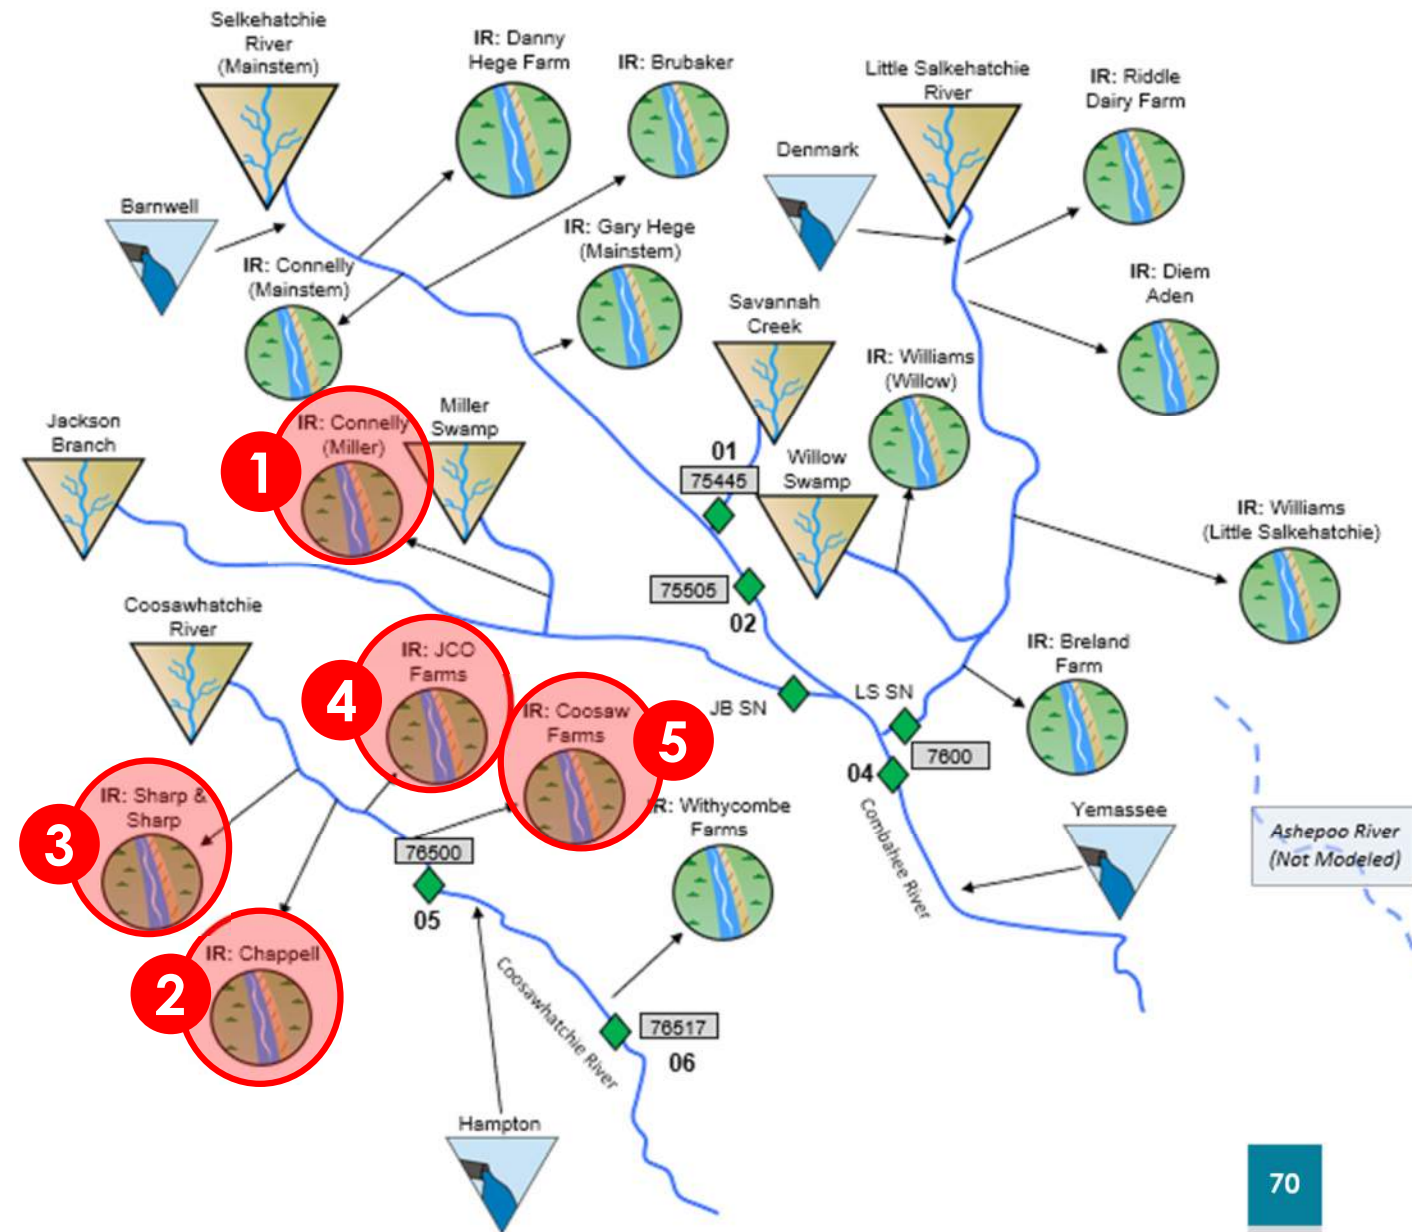 Selkehatchie
River
(Mainstem)
IR: Danny
Hege Farm
IR: Brubaker
Little Salkehatchie
River
IR: Riddle
Dairy Farm
Denmark
Barnwell
IR: Gary Hege
(Mainstem)
IR: Connelly
(Mainstem)
IR: Diem
Aden
Savannah
Creek
IR: Williams
(Willow)
Jackson
Branch
1
IR: Connelly
(Miller)
Miller
Swamp
01
75445
Willow
Swamp
IR: Williams
(Little Salkehatchie)
75505
02
Coosawhatchie
River
4
IR: JCO
Farms
IR: Coosaw
Farms
5
JB SN
LS SN
IR: Breland
Farm
7600
04
3
IR: Sharp &
Sharp
IR: Withycombe
Farms
Combahee River
Yemassee
Ashepoo River
(Not Modeled)
76500
05
2
IR: Chappell
Coosawhatchie River
76517
06
Hampton
70